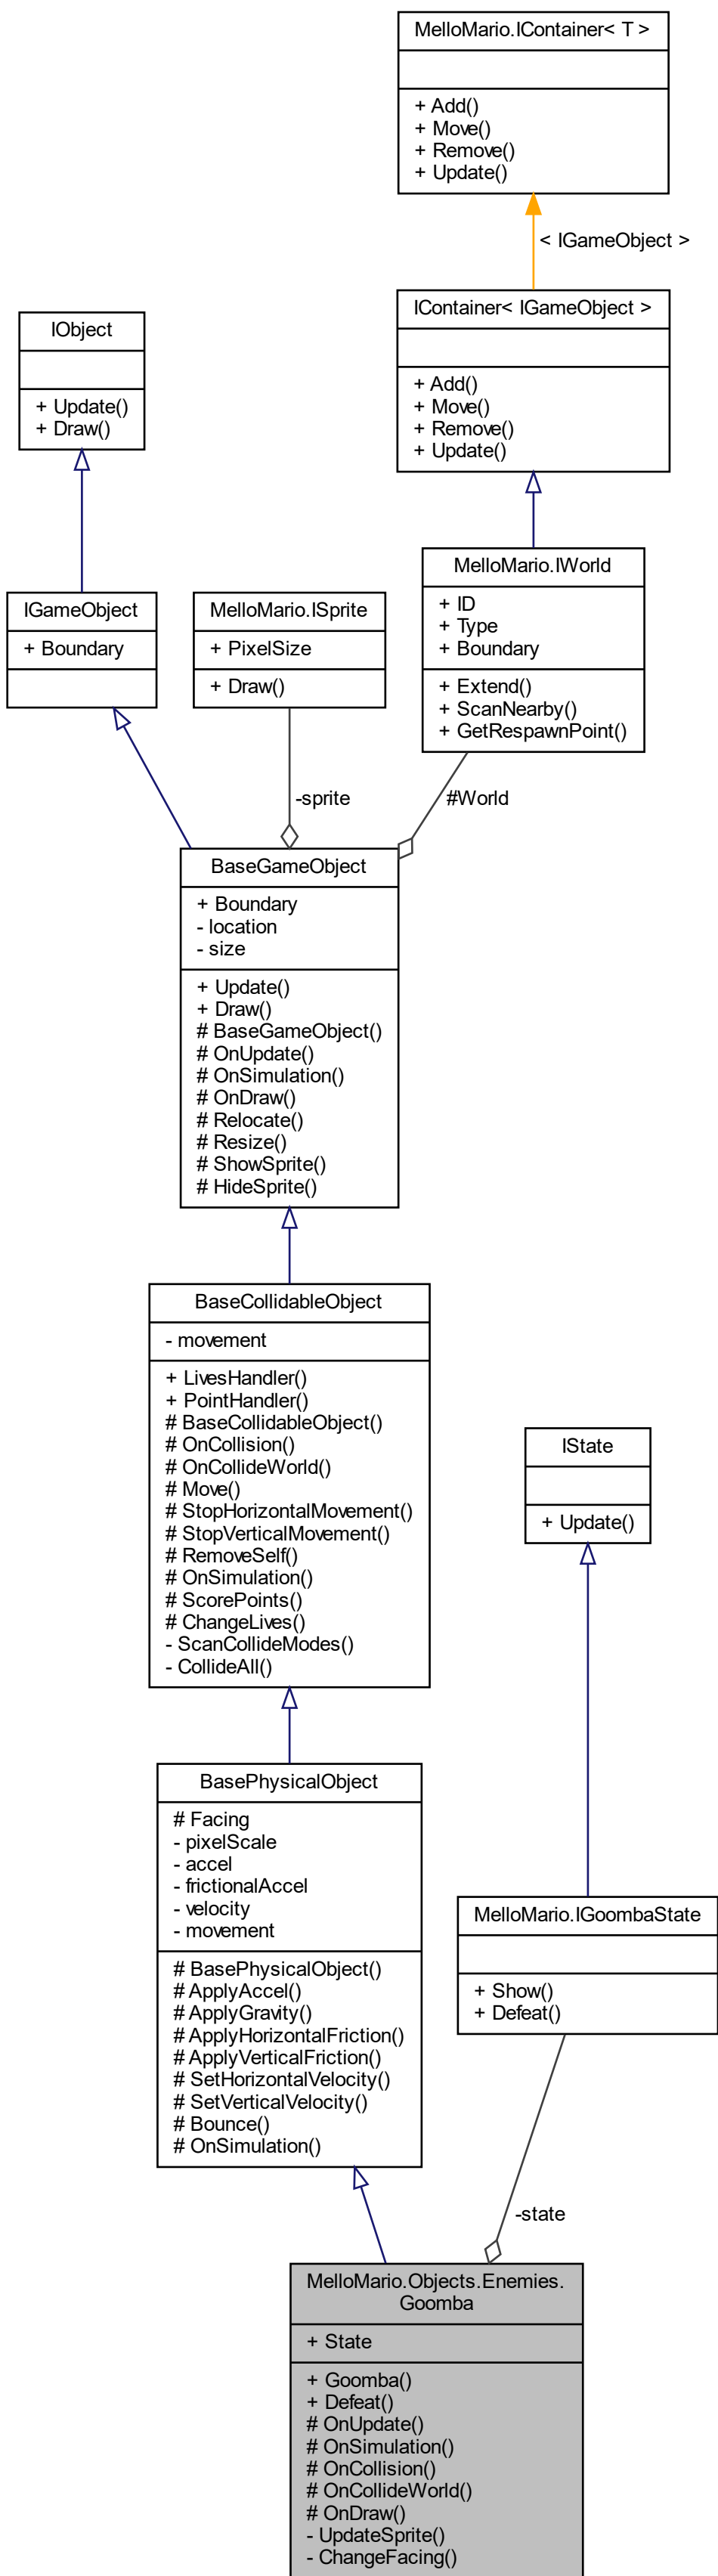 MelloMario.IContainer< T >
+ Add()
+ Move()
+ Remove()
+ Update()
< IGameObject >
IContainer< IGameObject >
+ Add()
+ Move()
+ Remove()
+ Update()
IObject
+ Update()
+ Draw()
MelloMario.IWorld
+ ID
+ Type
+ Boundary
+ Extend()
+ ScanNearby()
+ GetRespawnPoint()
IGameObject
+ Boundary
MelloMario.ISprite
+ PixelSize
+ Draw()
-sprite
#World
BaseGameObject
+ Boundary
- location
- size
+ Update()
+ Draw()
# BaseGameObject()
# OnUpdate()
# OnSimulation()
# OnDraw()
# Relocate()
# Resize()
# ShowSprite()
# HideSprite()
BaseCollidableObject
- movement
+ LivesHandler()
+ PointHandler()
# BaseCollidableObject()
# OnCollision()
# OnCollideWorld()
# Move()
# StopHorizontalMovement()
# StopVerticalMovement()
# RemoveSelf()
# OnSimulation()
# ScorePoints()
# ChangeLives()
- ScanCollideModes()
- CollideAll()
IState
+ Update()
BasePhysicalObject
# Facing
- pixelScale
- accel
- frictionalAccel
- velocity
- movement
# BasePhysicalObject()
# ApplyAccel()
# ApplyGravity()
# ApplyHorizontalFriction()
# ApplyVerticalFriction()
# SetHorizontalVelocity()
# SetVerticalVelocity()
# Bounce()
# OnSimulation()
MelloMario.IGoombaState
+ Show()
+ Defeat()
-state
MelloMario.Objects.Enemies.
Goomba
+ State
+ Goomba()
+ Defeat()
# OnUpdate()
# OnSimulation()
# OnCollision()
# OnCollideWorld()
# OnDraw()
- UpdateSprite()
- ChangeFacing()